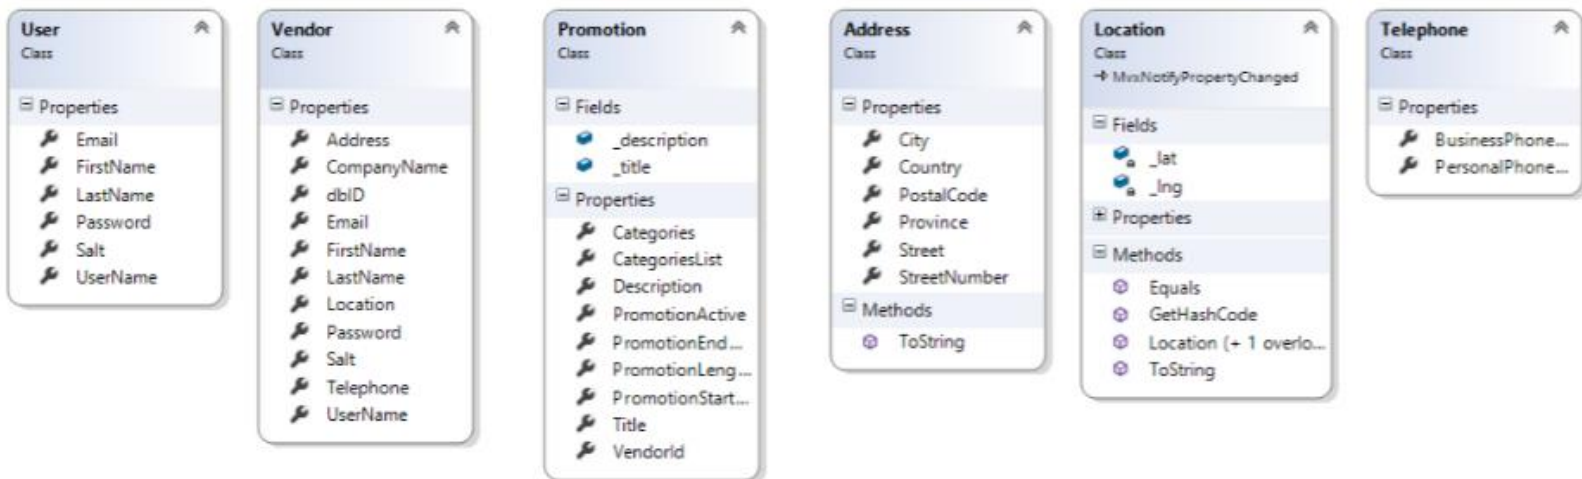 User
Class
Properties
Email
FirstName
LastName
Password
Salt
UserName
Vendor
Class
Properties
Address
CompanyName
dbID
Email
FirstName
LastName
Location
Password
Salt
Telephone
UserName
Promotion
Class
Fields
_description
_title
Properties
Categories
CategoriesList
Description
PromotionActive
PromotionEnd...
PromotionLeng...
PromotionStart...
Title
VendorId
Address
Class
Properties
City
Country
PostalCode
Province
Street
StreetNumber
Methods
ToString
Location
Class
MvxNotifyPropertyChanged
Fields
_lat
_lng
Properties
Methods
Equals
GetHashCode
Location (+ 1 overlo...
ToString
Telephone
Class
Properties
BusinessPhone...
PersonalPhone...